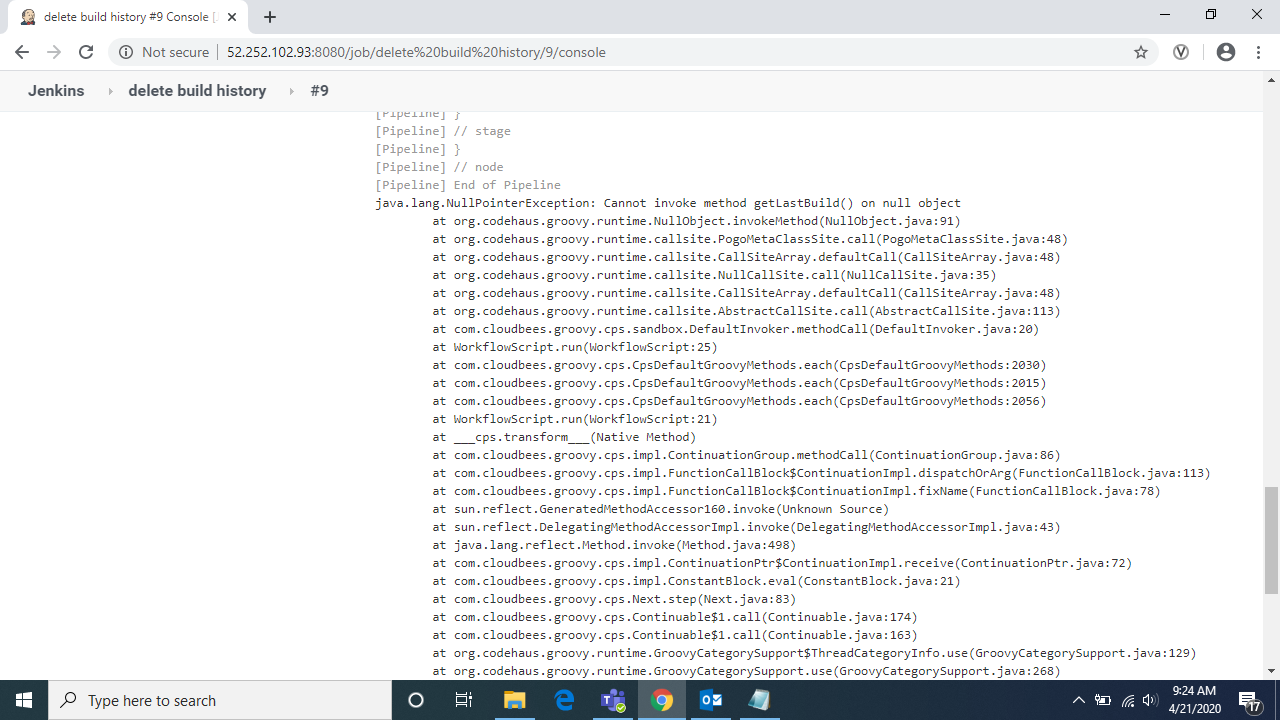 delete build history #9 Console [J
Not secure
52.252.102.93:8080/job/delete%20build%20history/9/console
Jenkins
delete build history
#9
[Pipeline] }
[Pipeline] // stage
[Pipeline] }
[Pipeline] // node
[Pipeline] End of Pipeline
java.lang.NullPointerException: Cannot invoke method getLastBuild() on null object
at org.codehaus.groovy.runtime.NullObject.invokeMethod(NullObject.java:91)
at org.codehaus.groovy.runtime.callsite.PogoMetaClassSite.call(PogoMetaClassSite.java:48)
at org.codehaus.groovy.runtime.callsite.CallSiteArray.defaultCall(CallSiteArray.java:48)
at org.codehaus.groovy.runtime.callsite.NullCallSite.call(NullCallSite.java:35)
at org.codehaus.groovy.runtime.callsite.CallSiteArray.defaultCall(CallSiteArray.java:48)
at org.codehaus.groovy.runtime.callsite.AbstractCallSite.call(AbstractCallSite.java:113)
at com.cloudbees.groovy.cps.sandbox.DefaultInvoker.methodCall(DefaultInvoker.java:20)
at WorkflowScript.run(WorkflowScript:25)
at com.cloudbees.groovy.cps.CpsDefaultGroovyMethods.each(CpsDefaultGroovyMethods:2030)
at com.cloudbees.groovy.cps.CpsDefaultGroovyMethods.each(CpsDefaultGroovyMethods:2015)
at com.cloudbees.groovy.cps.CpsDefaultGroovyMethods.each(CpsDefaultGroovyMethods:2056)
at WorkflowScript.run(WorkflowScript:21)
at ___cps.transform___(Native Method)
at com.cloudbees.groovy.cps.impl.ContinuationGroup.methodCall(ContinuationGroup.java:86)
at com.cloudbees.groovy.cps.impl.FunctionCallBlock$ContinuationImpl.dispatchOrArg(FunctionCallBlock.java:113)
at com.cloudbees.groovy.cps.impl.FunctionCallBlock$ContinuationImpl.fixName(FunctionCallBlock.java:78)
at sun.reflect.GeneratedMethodAccessor160.invoke(Unknown Source)
at sun.reflect.DelegatingMethodAccessorImpl.invoke(DelegatingMethodAccessorImpl.java:43)
at java.lang.reflect.Method.invoke(Method.java:498)
at com.cloudbees.groovy.cps.impl.ContinuationPtr$ContinuationImpl.receive(ContinuationPtr.java:72)
at com.cloudbees.groovy.cps.impl.ConstantBlock.eval(ConstantBlock.java:21)
at com.cloudbees.groovy.cps.Next.step(Next.java:83)
at com.cloudbees.groovy.cps.Continuable$1.call(Continuable.java:174)
at com.cloudbees.groovy.cps.Continuable$1.call(Continuable.java:163)
at org.codehaus.groovy.runtime.GroovyCategorySupport$ThreadCategoryInfo.use(GroovyCategorySupport.java:129)
at org.codehaus.groovy.runtime.GroovyCategorySupport.use(GroovyCategorySupport.java:268)
Type here to search
9:24 AM
4/21/2020
17